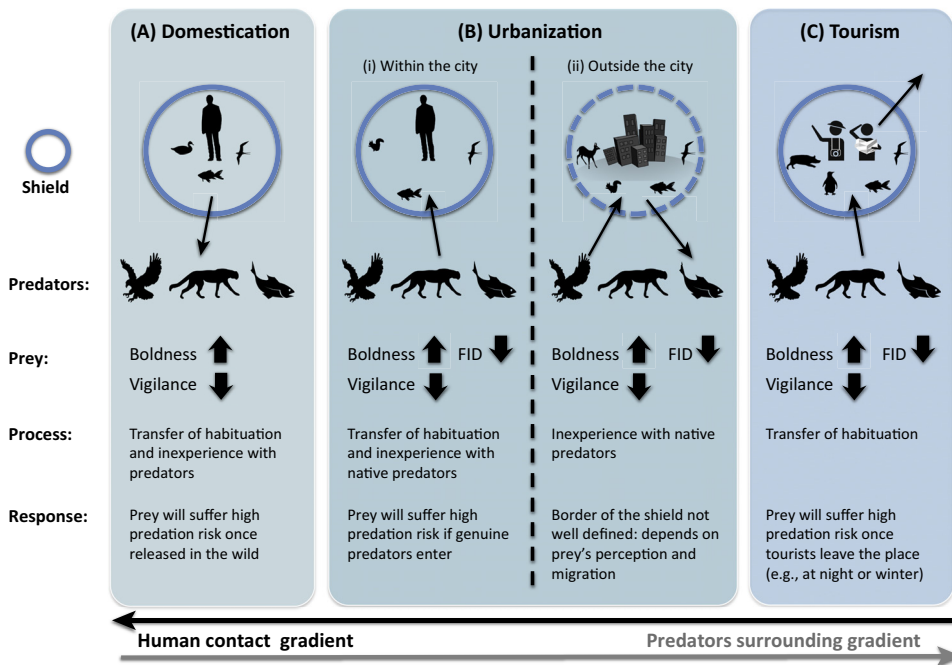 (A) Domestication
(B) Urbanization
(C) Tourism
(i) Within the city
(ii) Outside the city
Shield
Predators:
Prey:
Boldness
Vigilance
Boldness FID
Vigilance
Boldness FID
Vigilance
Boldness FID
Vigilance
Process:
Transfer of habituation
and inexperience with
predators
Transfer of habituation
and inexperience with
native predators
Inexperience with native
predators
Transfer of habituation
Response:
Prey will suffer high
predation risk once
released in the wild
Prey will suffer high
predation risk if genuine
predators enter
Border of the shield not
well defined: depends on
prey’s perception and
migration
Prey will suffer high
predation risk once
tourists leave the place
(e.g., at night or winter)
Human contact gradient
Predators surrounding gradient